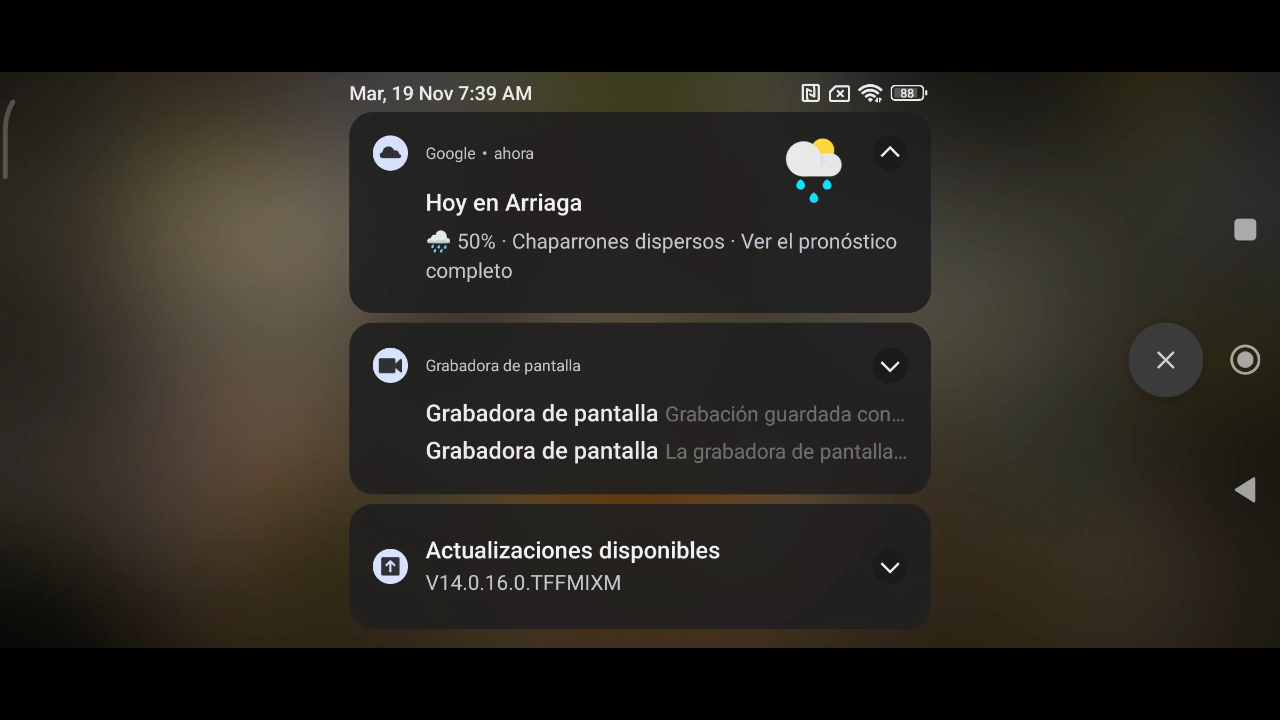 Mar, 19 Nov 7:39 AM
88
Google • ahora
Hoy en Arriaga
🌧️ 50% · Chaparrones dispersos · Ver el pronóstico
completo
Grabadora de pantalla
Grabadora de pantalla Grabación guardada con...
Grabadora de pantalla La grabadora de pantalla...
Actualizaciones disponibles
V14.0.16.0.TFFMIXM